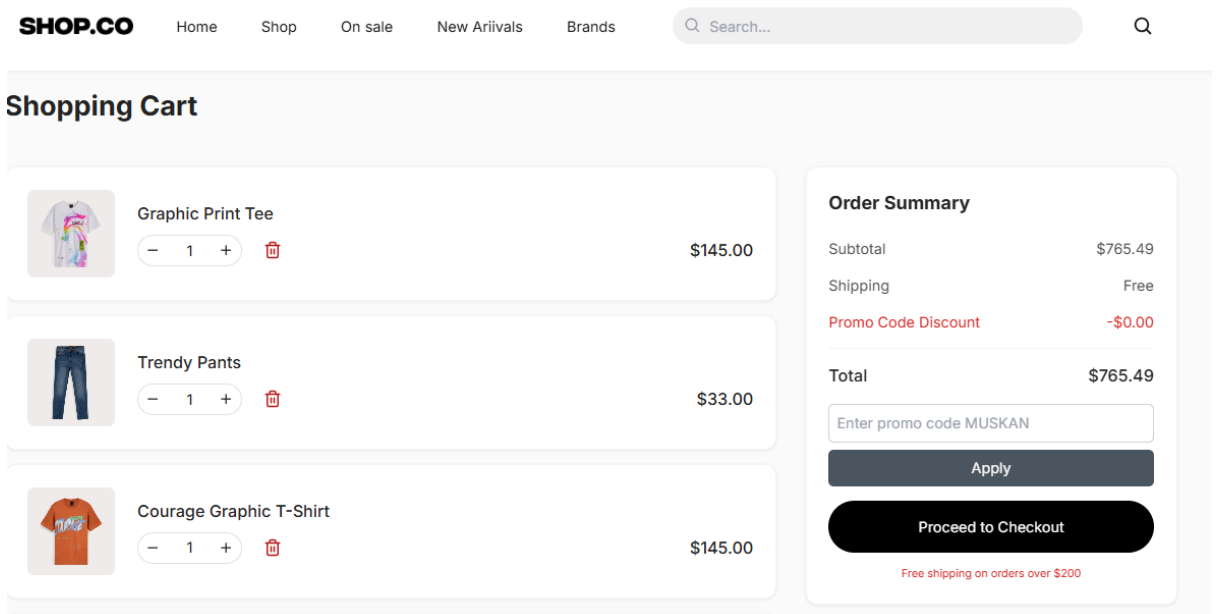 SHOP.CO Home Shop On sale New Ariivals Brands Search...
Shopping Cart
Graphic Print Tee
− 1 +
$145.00
Trendy Pants
− 1 +
$33.00
Courage Graphic T-Shirt
− 1 +
$145.00
Order Summary
Subtotal $765.49
Shipping Free
Promo Code Discount -$0.00
Total $765.49
Enter promo code MUSKAN
Apply
Proceed to Checkout
Free shipping on orders over $200